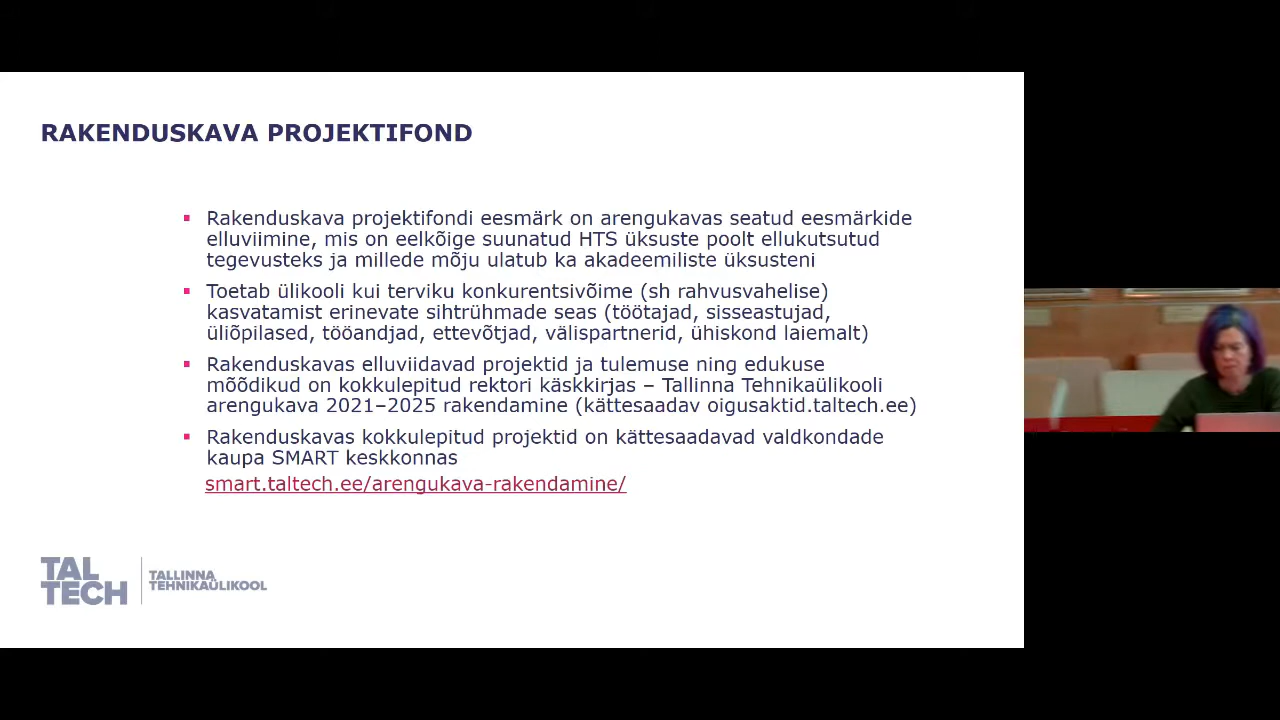 RAKENDUSKAVA PROJEKTIFOND
Rakenduskava projektifondi eesmärk on arengukavas seatud eesmärkide
elluviimine, mis on eelkõige suunatud HTS üksuste poolt ellukutsutud
tegevusteks ja millede mõju ulatub ka akadeemiliste üksusteni
Toetab ülikooli kui terviku konkurentsivõime (sh rahvusvahelise)
kasvatamist erinevate sihtrühmade seas (töötajad, sisseastujad,
üliõpilased, tööandjad, ettevõtjad, välispartnerid, ühiskond laiemalt)
Rakenduskavas elluviidavad projektid ja tulemuse ning edukuse
mõõdikud on kokkulepitud rektori käskkirjas – Tallinna Tehnikaülikooli
arengukava 2021–2025 rakendamine (kättesaadav oigusaktid.taltech.ee)
Rakenduskavas kokkulepitud projektid on kättesaadavad valdkondade
kaupa SMART keskkonnas
smart.taltech.ee/arengukava-rakendamine/
TAL
TECH
TALLINNA
TEHNIKAÜLIKOOL